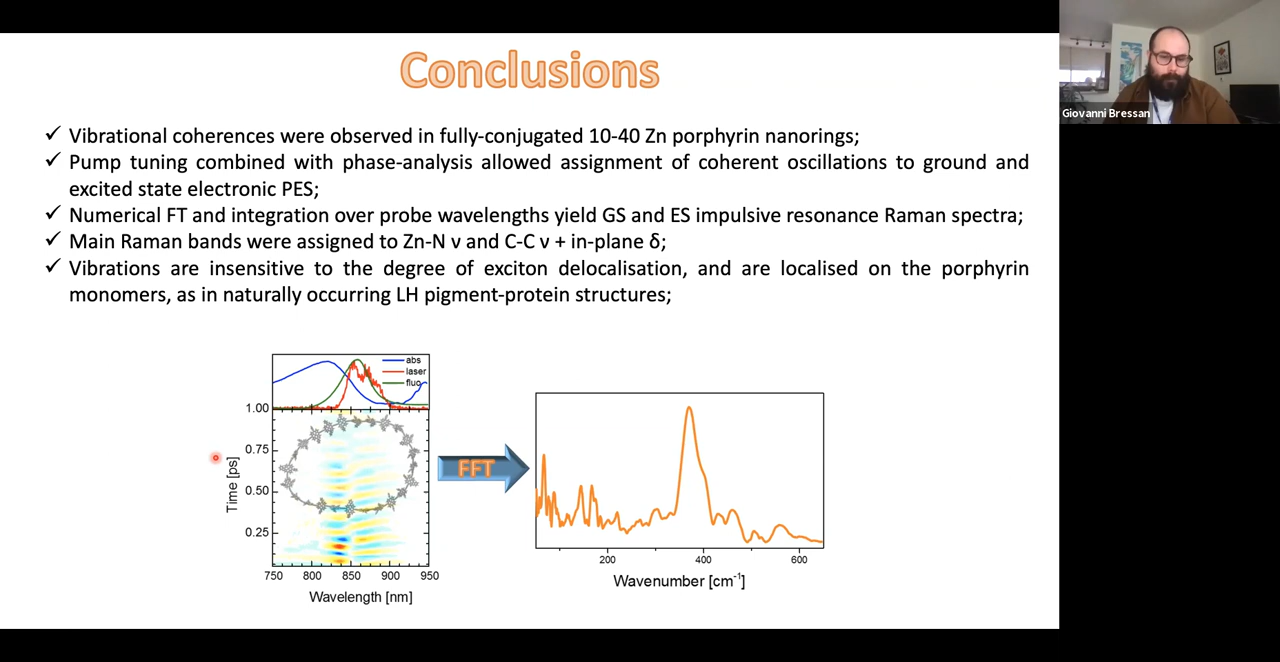 Conclusions
✓ Vibrational coherences were observed in fully-conjugated 10-40 Zn porphyrin nanorings;
✓ Pump tuning combined with phase-analysis allowed assignment of coherent oscillations to ground and
excited state electronic PES;
✓ Numerical FT and integration over probe wavelengths yield GS and ES impulsive resonance Raman spectra;
✓ Main Raman bands were assigned to Zn-N ν and C-C ν + in-plane δ;
✓ Vibrations are insensitive to the degree of exciton delocalisation, and are localised on the porphyrin
monomers, as in naturally occurring LH pigment-protein structures;
abs
laser
fluo
1.00
0.75
0.50
0.25
Time [ps]
750 800 850 900 950
Wavelength [nm]
FFT
200 400 600
Wavenumber [cm⁻¹]
Giovanni Bressan